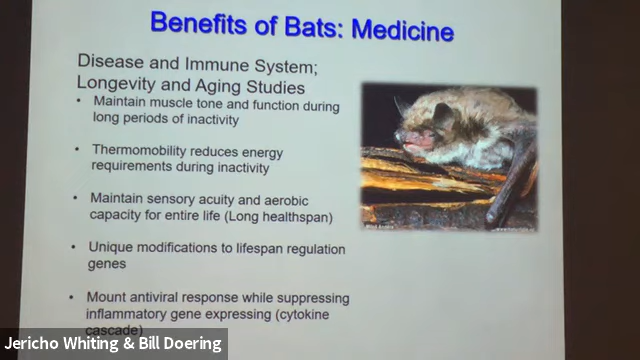 Benefits of Bats: Medicine
Disease and Immune System;
Longevity and Aging Studies
• Maintain muscle tone and function during
long periods of inactivity
• Thermomobility reduces energy
requirements during inactivity
• Maintain sensory acuity and aerobic
capacity for entire life (Long healthspan)
• Unique modifications to lifespan regulation
genes
• Mount antiviral response while suppressing
inflammatory gene expressing (cytokine
cascade)
Jericho Whiting & Bill Doering